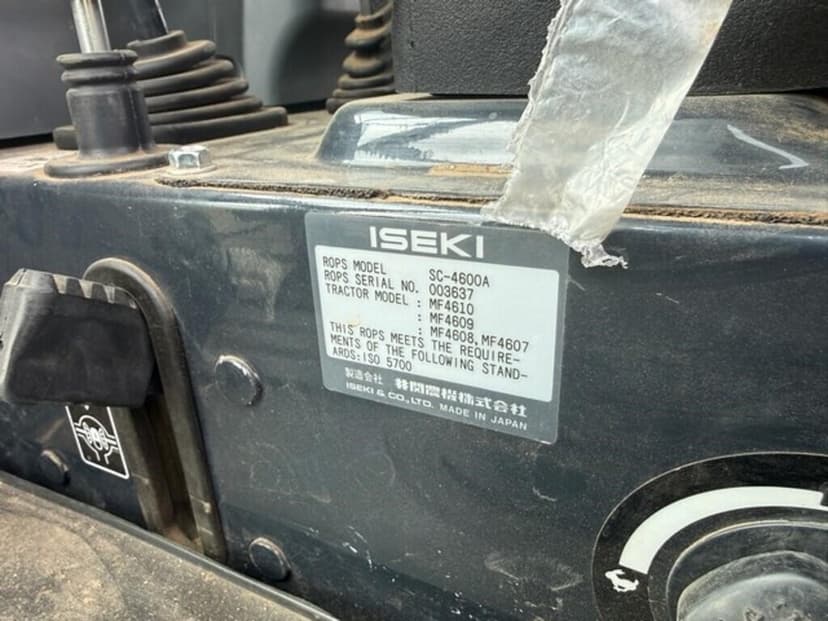 ISEKI
ROPS MODEL SC-4600A
ROPS SERIAL NO. 003637
TRACTOR MODEL : MF4610
: MF4609
: MF4608, MF4607
THIS ROPS MEETS THE REQUIRE-
MENTS OF THE FOLLOWING STAND-
ARDS: ISO 5700
製造会社 井関農機株式会社
ISEKI & CO., LTD. MADE IN JAPAN